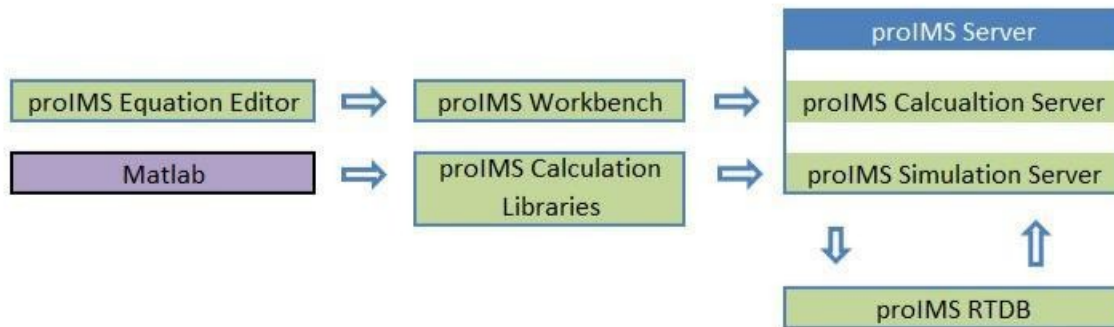 proIMS Server
proIMS Equation Editor
proIMS Workbench
proIMS Calcualtion Server
Matlab
proIMS Calculation
Libraries
proIMS Simulation Server
proIMS RTDB